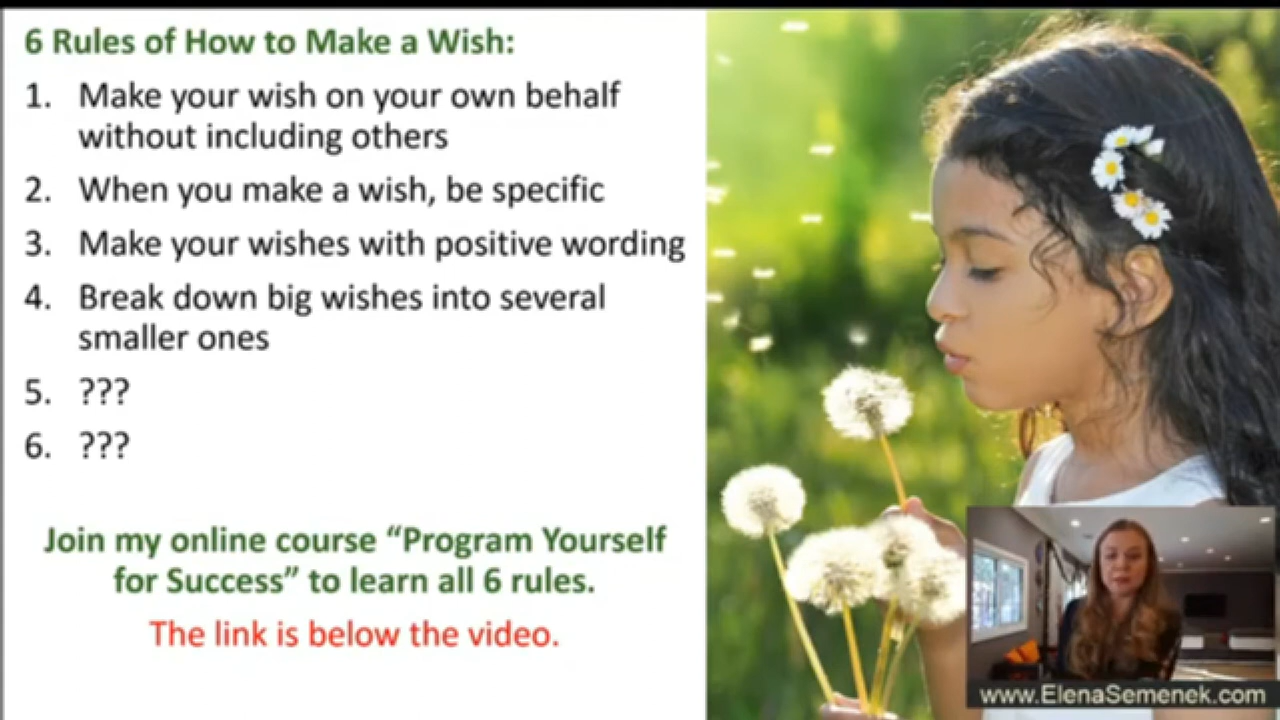 6 Rules of How to Make a Wish:
1. Make your wish on your own behalf
without including others
2. When you make a wish, be specific
3. Make your wishes with positive wording
4. Break down big wishes into several
smaller ones
5. ???
6. ???
Join my online course “Program Yourself
for Success” to learn all 6 rules.
The link is below the video.
www.ElenaSemenek.com